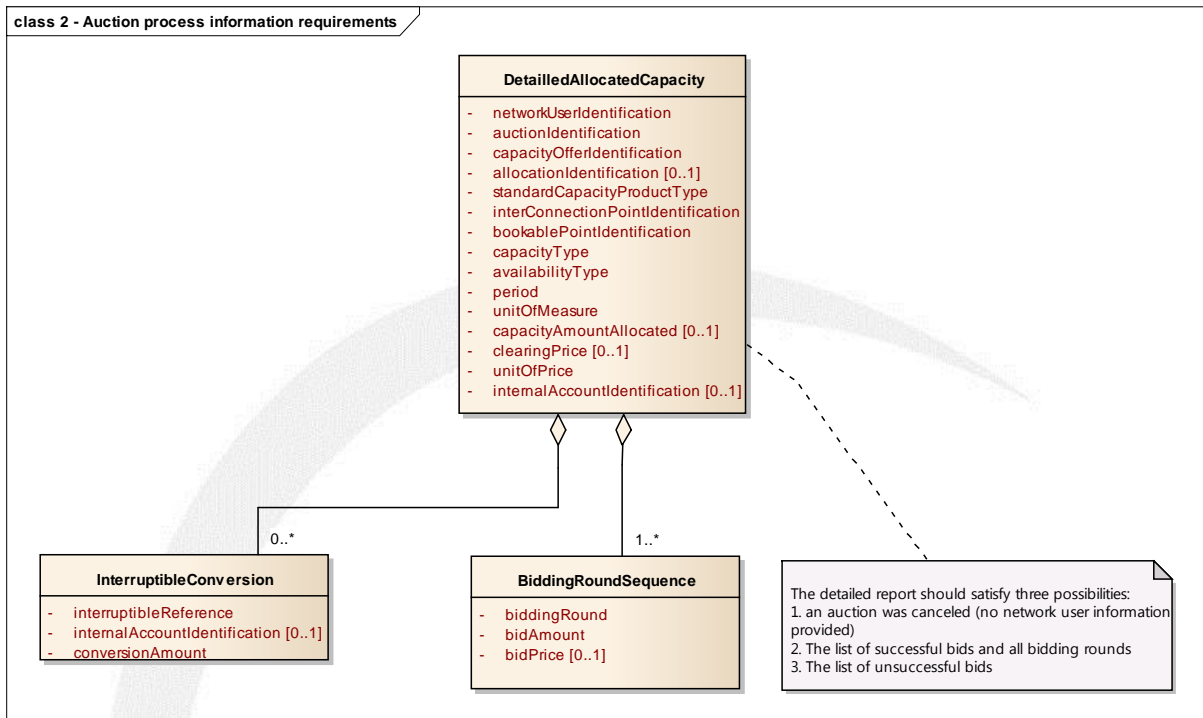 class 2 - Auction process information requirements
DetailledAllocatedCapacity
- networkUserIdentification
- auctionIdentification
- capacityOfferIdentification
- allocationIdentification [0..1]
- standardCapacityProductType
- interConnectionPointIdentification
- bookablePointIdentification
- capacityType
- availabilityType
- period
- unitOfMeasure
- capacityAmountAllocated [0..1]
- clearingPrice [0..1]
- unitOfPrice
- internalAccountIdentification [0..1]
0..*
1..*
InterruptibleConversion
- interruptibleReference
- internalAccountIdentification [0..1]
- conversionAmount
BiddingRoundSequence
- biddingRound
- bidAmount
- bidPrice [0..1]
The detailed report should satisfy three possibilities:
1. an auction was canceled (no network user information
provided)
2. The list of successful bids and all bidding rounds
3. The list of unsuccessful bids